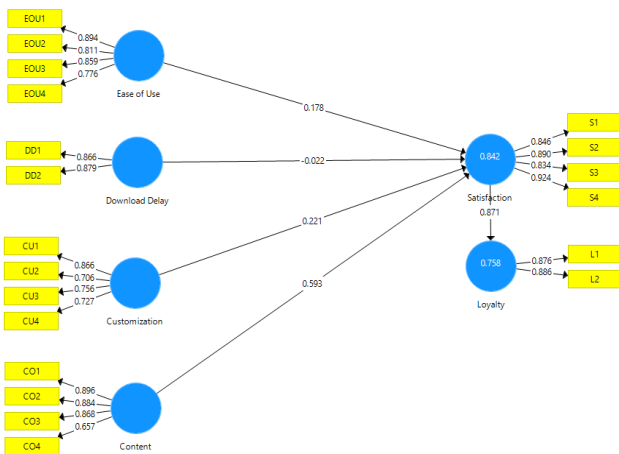 EOU1
EOU2
EOU3
EOU4
0.894
0.811
0.859
0.776
Ease of Use
0.178
DD1
DD2
0.866
0.879
Download Delay
-0.022
CU1
CU2
CU3
CU4
0.866
0.706
0.756
0.727
Customization
0.221
CO1
CO2
CO3
CO4
0.896
0.884
0.868
0.657
Content
0.593
0.842
Satisfaction
0.846
0.890
0.834
0.924
S1
S2
S3
S4
0.871
0.758
Loyalty
0.876
0.886
L1
L2